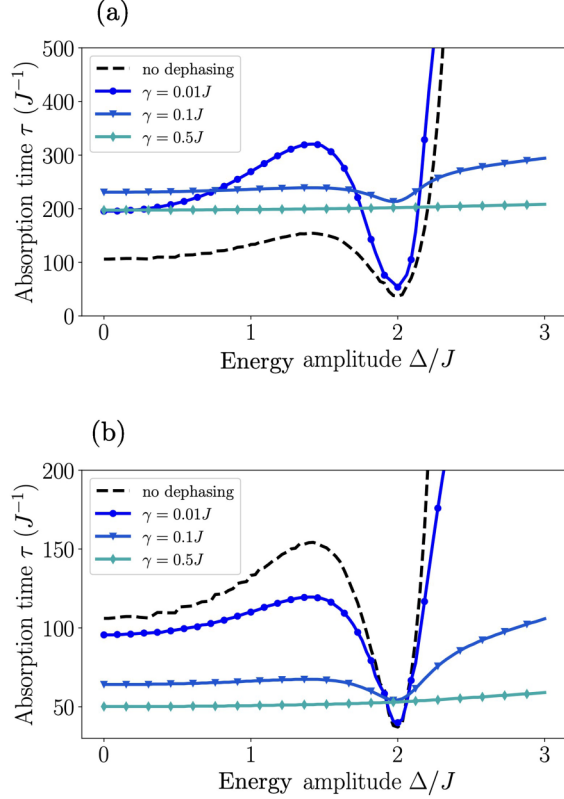 (a)
500
400
300
200
100
0
Absorption time τ (J⁻¹)
no dephasing
γ = 0.01J
γ = 0.1J
γ = 0.5J
0 1 2 3
Energy amplitude Δ/J
(b)
200
150
100
50
Absorption time τ (J⁻¹)
no dephasing
γ = 0.01J
γ = 0.1J
γ = 0.5J
0 1 2 3
Energy amplitude Δ/J